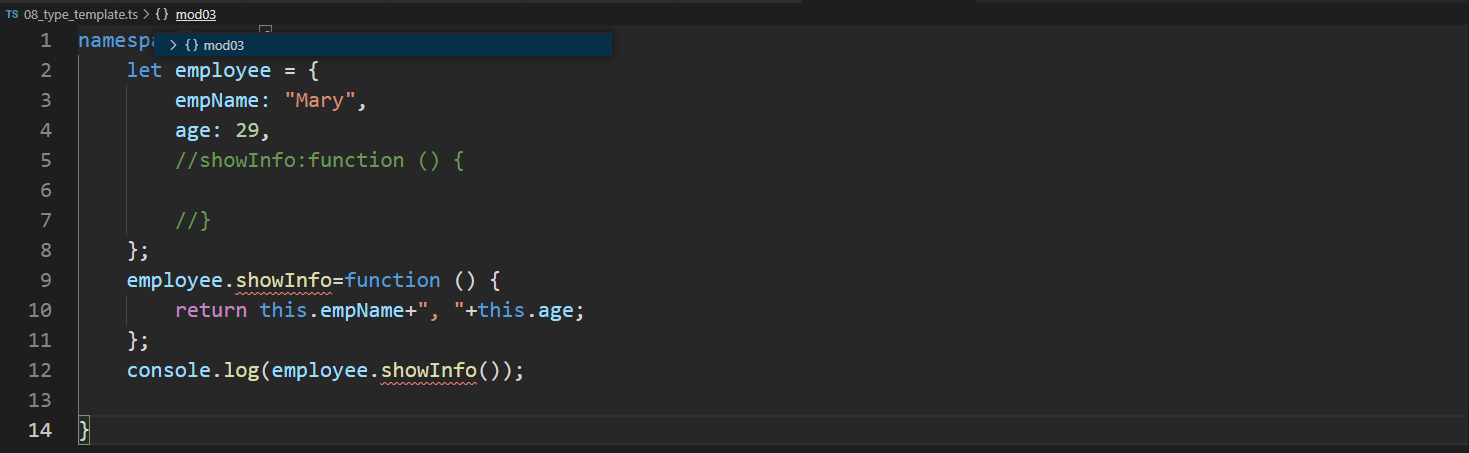 TS 08_type_template.ts > {} mod03
1 namespa
> {} mod03
2 let employee = {
3 empName: "Mary",
4 age: 29,
5 //showInfo:function () {
6
7 //}
8 };
9 employee.showInfo=function () {
10 return this.empName+", "+this.age;
11 };
12 console.log(employee.showInfo());
13
14 }